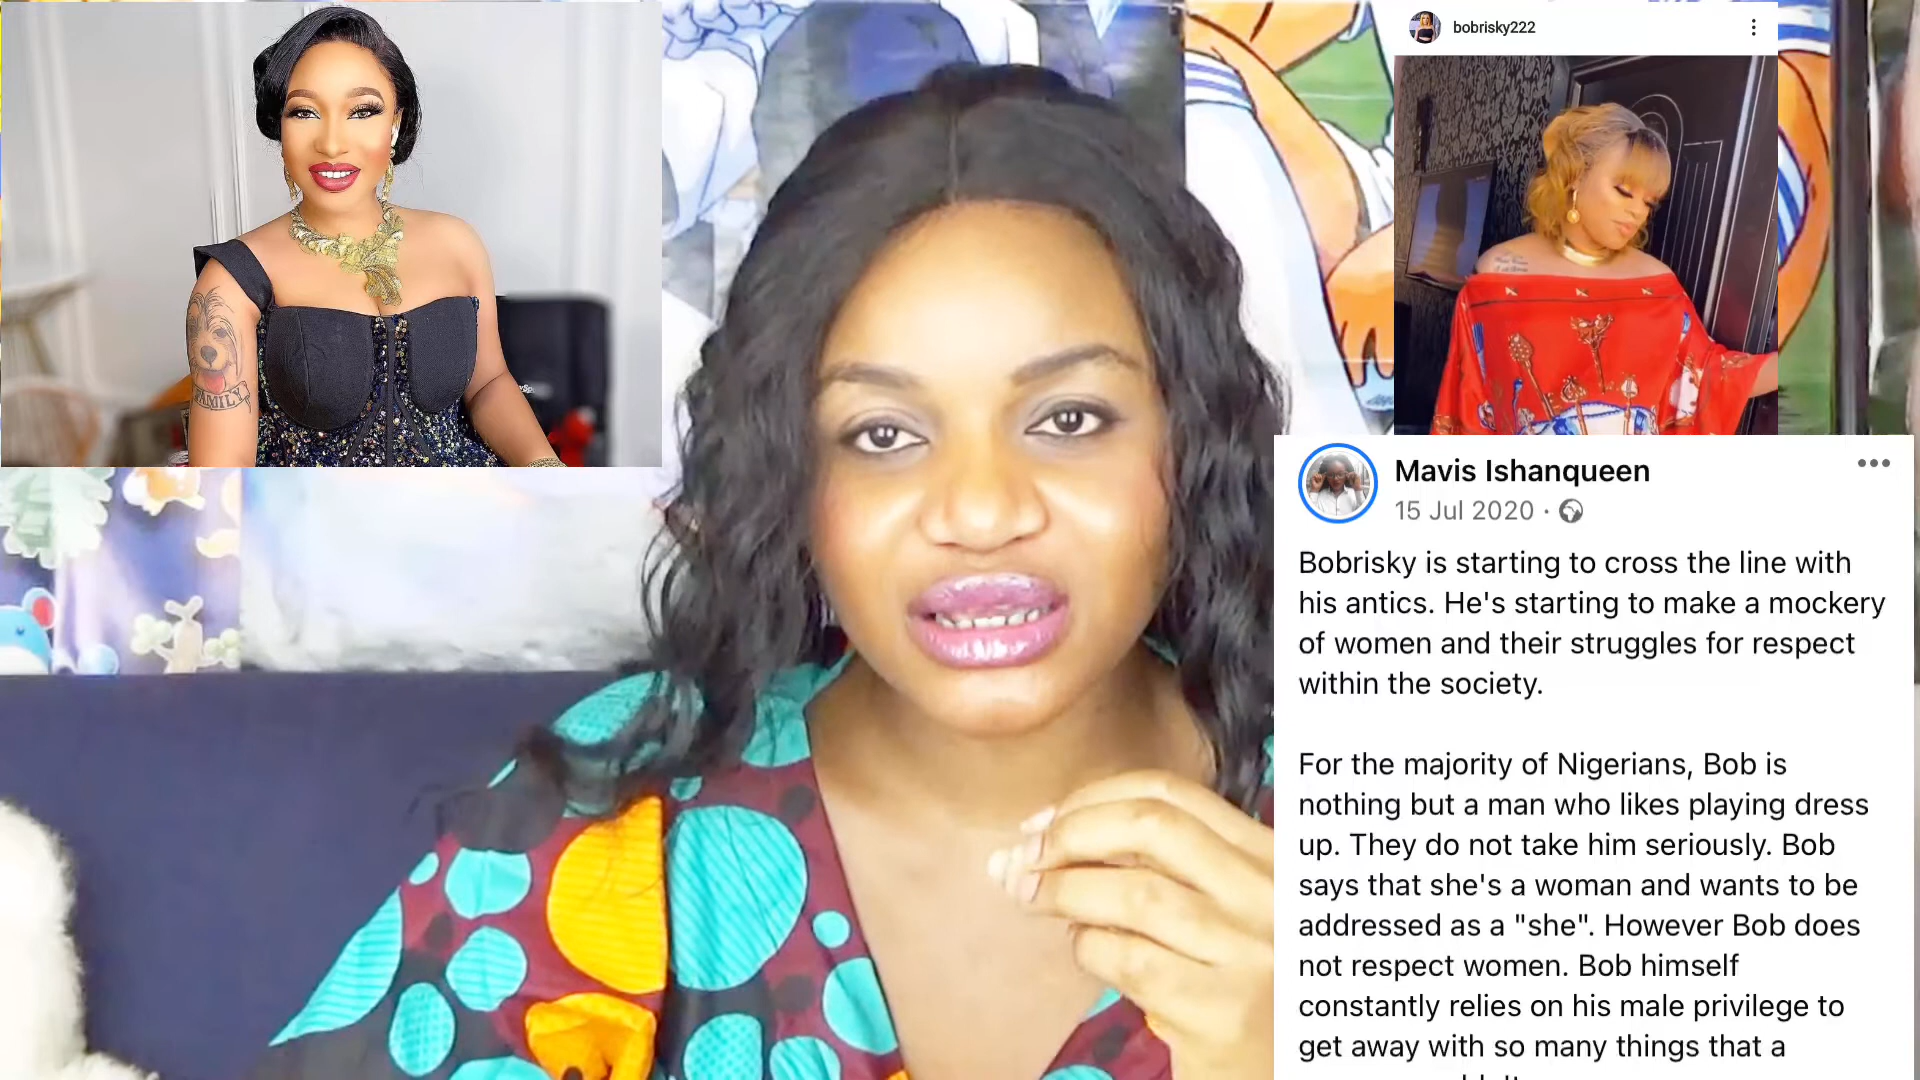 bobrisky222
FAMILY
Mavis Ishanqueen
15 Jul 2020 ·
Bobrisky is starting to cross the line with
his antics. He's starting to make a mockery
of women and their struggles for respect
within the society.
For the majority of Nigerians, Bob is
nothing but a man who likes playing dress
up. They do not take him seriously. Bob
says that she's a woman and wants to be
addressed as a "she". However Bob does
not respect women. Bob himself
constantly relies on his male privilege to
get away with so many things that a